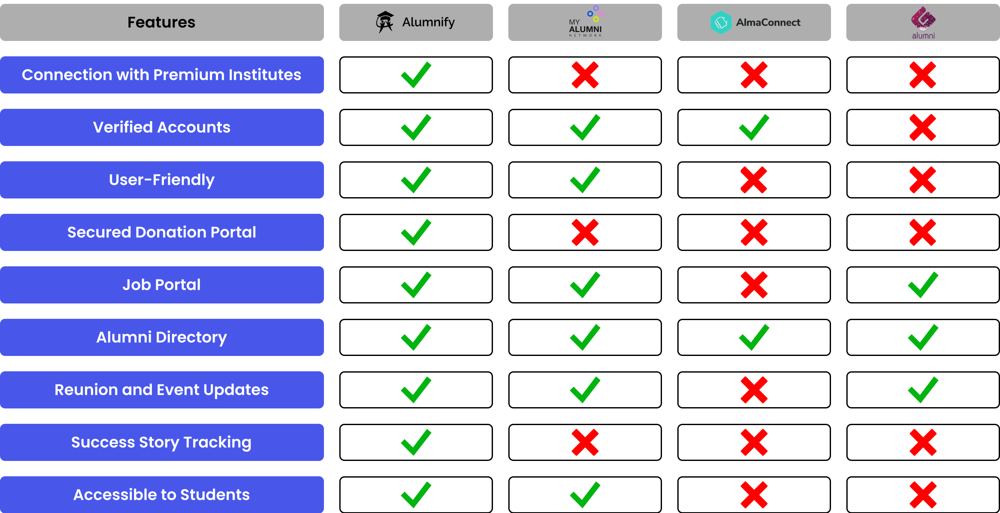 Features
Alumnify
MY
ALUMNI
NETWORK
AlmaConnect
alumni
Connection with Premium Institutes
Verified Accounts
User-Friendly
Secured Donation Portal
Job Portal
Alumni Directory
Reunion and Event Updates
Success Story Tracking
Accessible to Students